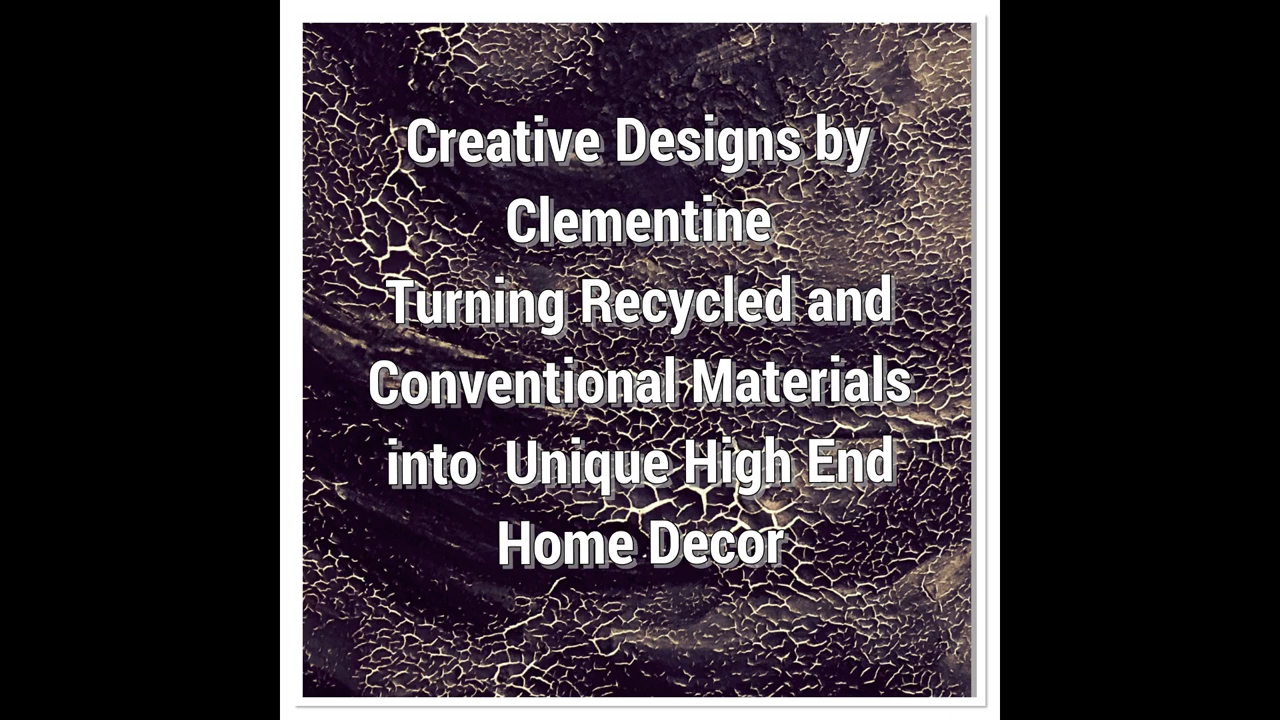 Creative Designs by
Clementine
Turning Recycled and
Conventional Materials
into  Unique High End
Home Decor